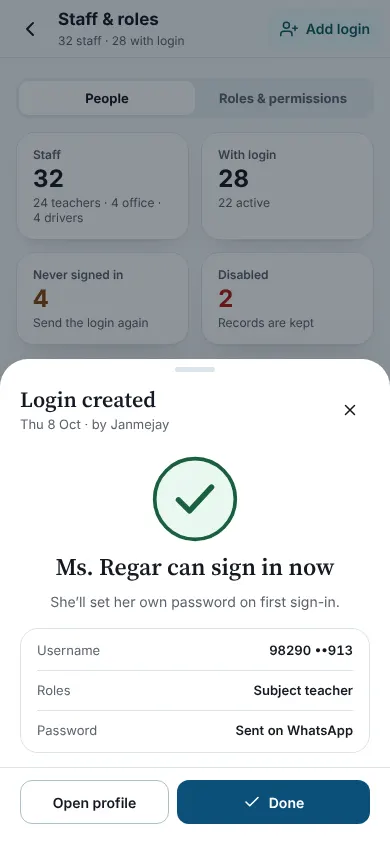 Staff & roles
32 staff · 28 with login
Add login
People
Roles & permissions
Staff
32
24 teachers · 4 office ·
4 drivers
With login
28
22 active
Never signed in
4
Send the login again
Disabled
2
Records are kept
Login created
Thu 8 Oct · by Janmejay
Ms. Regar can sign in now
She’ll set her own password on first sign-in.
Username
98290 ••913
Roles
Subject teacher
Password
Sent on WhatsApp
Open profile
Done